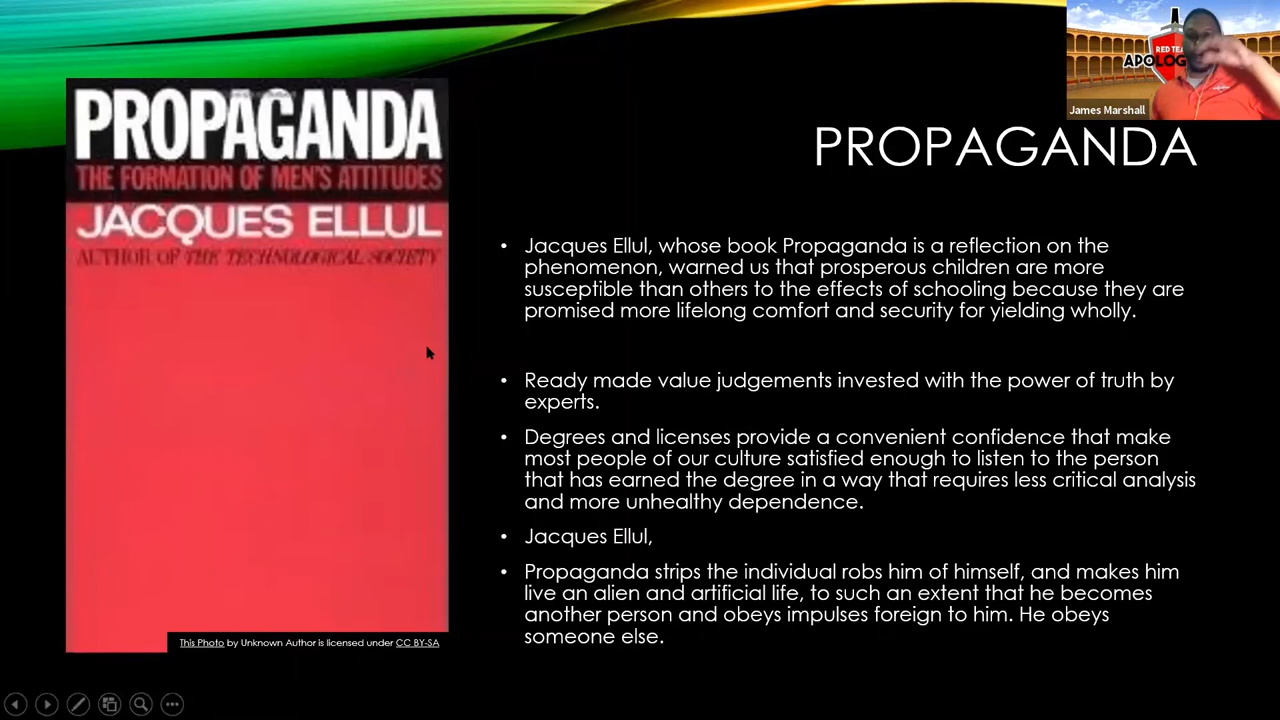 RED TEA
APOLOG
James Marshall
PROPAGANDA
THE FORMATION OF MEN'S ATTITUDES
JACQUES ELLUL
AUTHOR OF THE TECHNOLOGICAL SOCIETY
PROPAGANDA
• Jacques Ellul, whose book Propaganda is a reflection on the
phenomenon, warned us that prosperous children are more
susceptible than others to the effects of schooling because they are
promised more lifelong comfort and security for yielding wholly.
• Ready made value judgements invested with the power of truth by
experts.
• Degrees and licenses provide a convenient confidence that make
most people of our culture satisfied enough to listen to the person
that has earned the degree in a way that requires less critical analysis
and more unhealthy dependence.
• Jacques Ellul,
• Propaganda strips the individual robs him of himself, and makes him
live an alien and artificial life, to such an extent that he becomes
another person and obeys impulses foreign to him. He obeys
someone else.
This Photo by Unknown Author is licensed under CC BY-SA